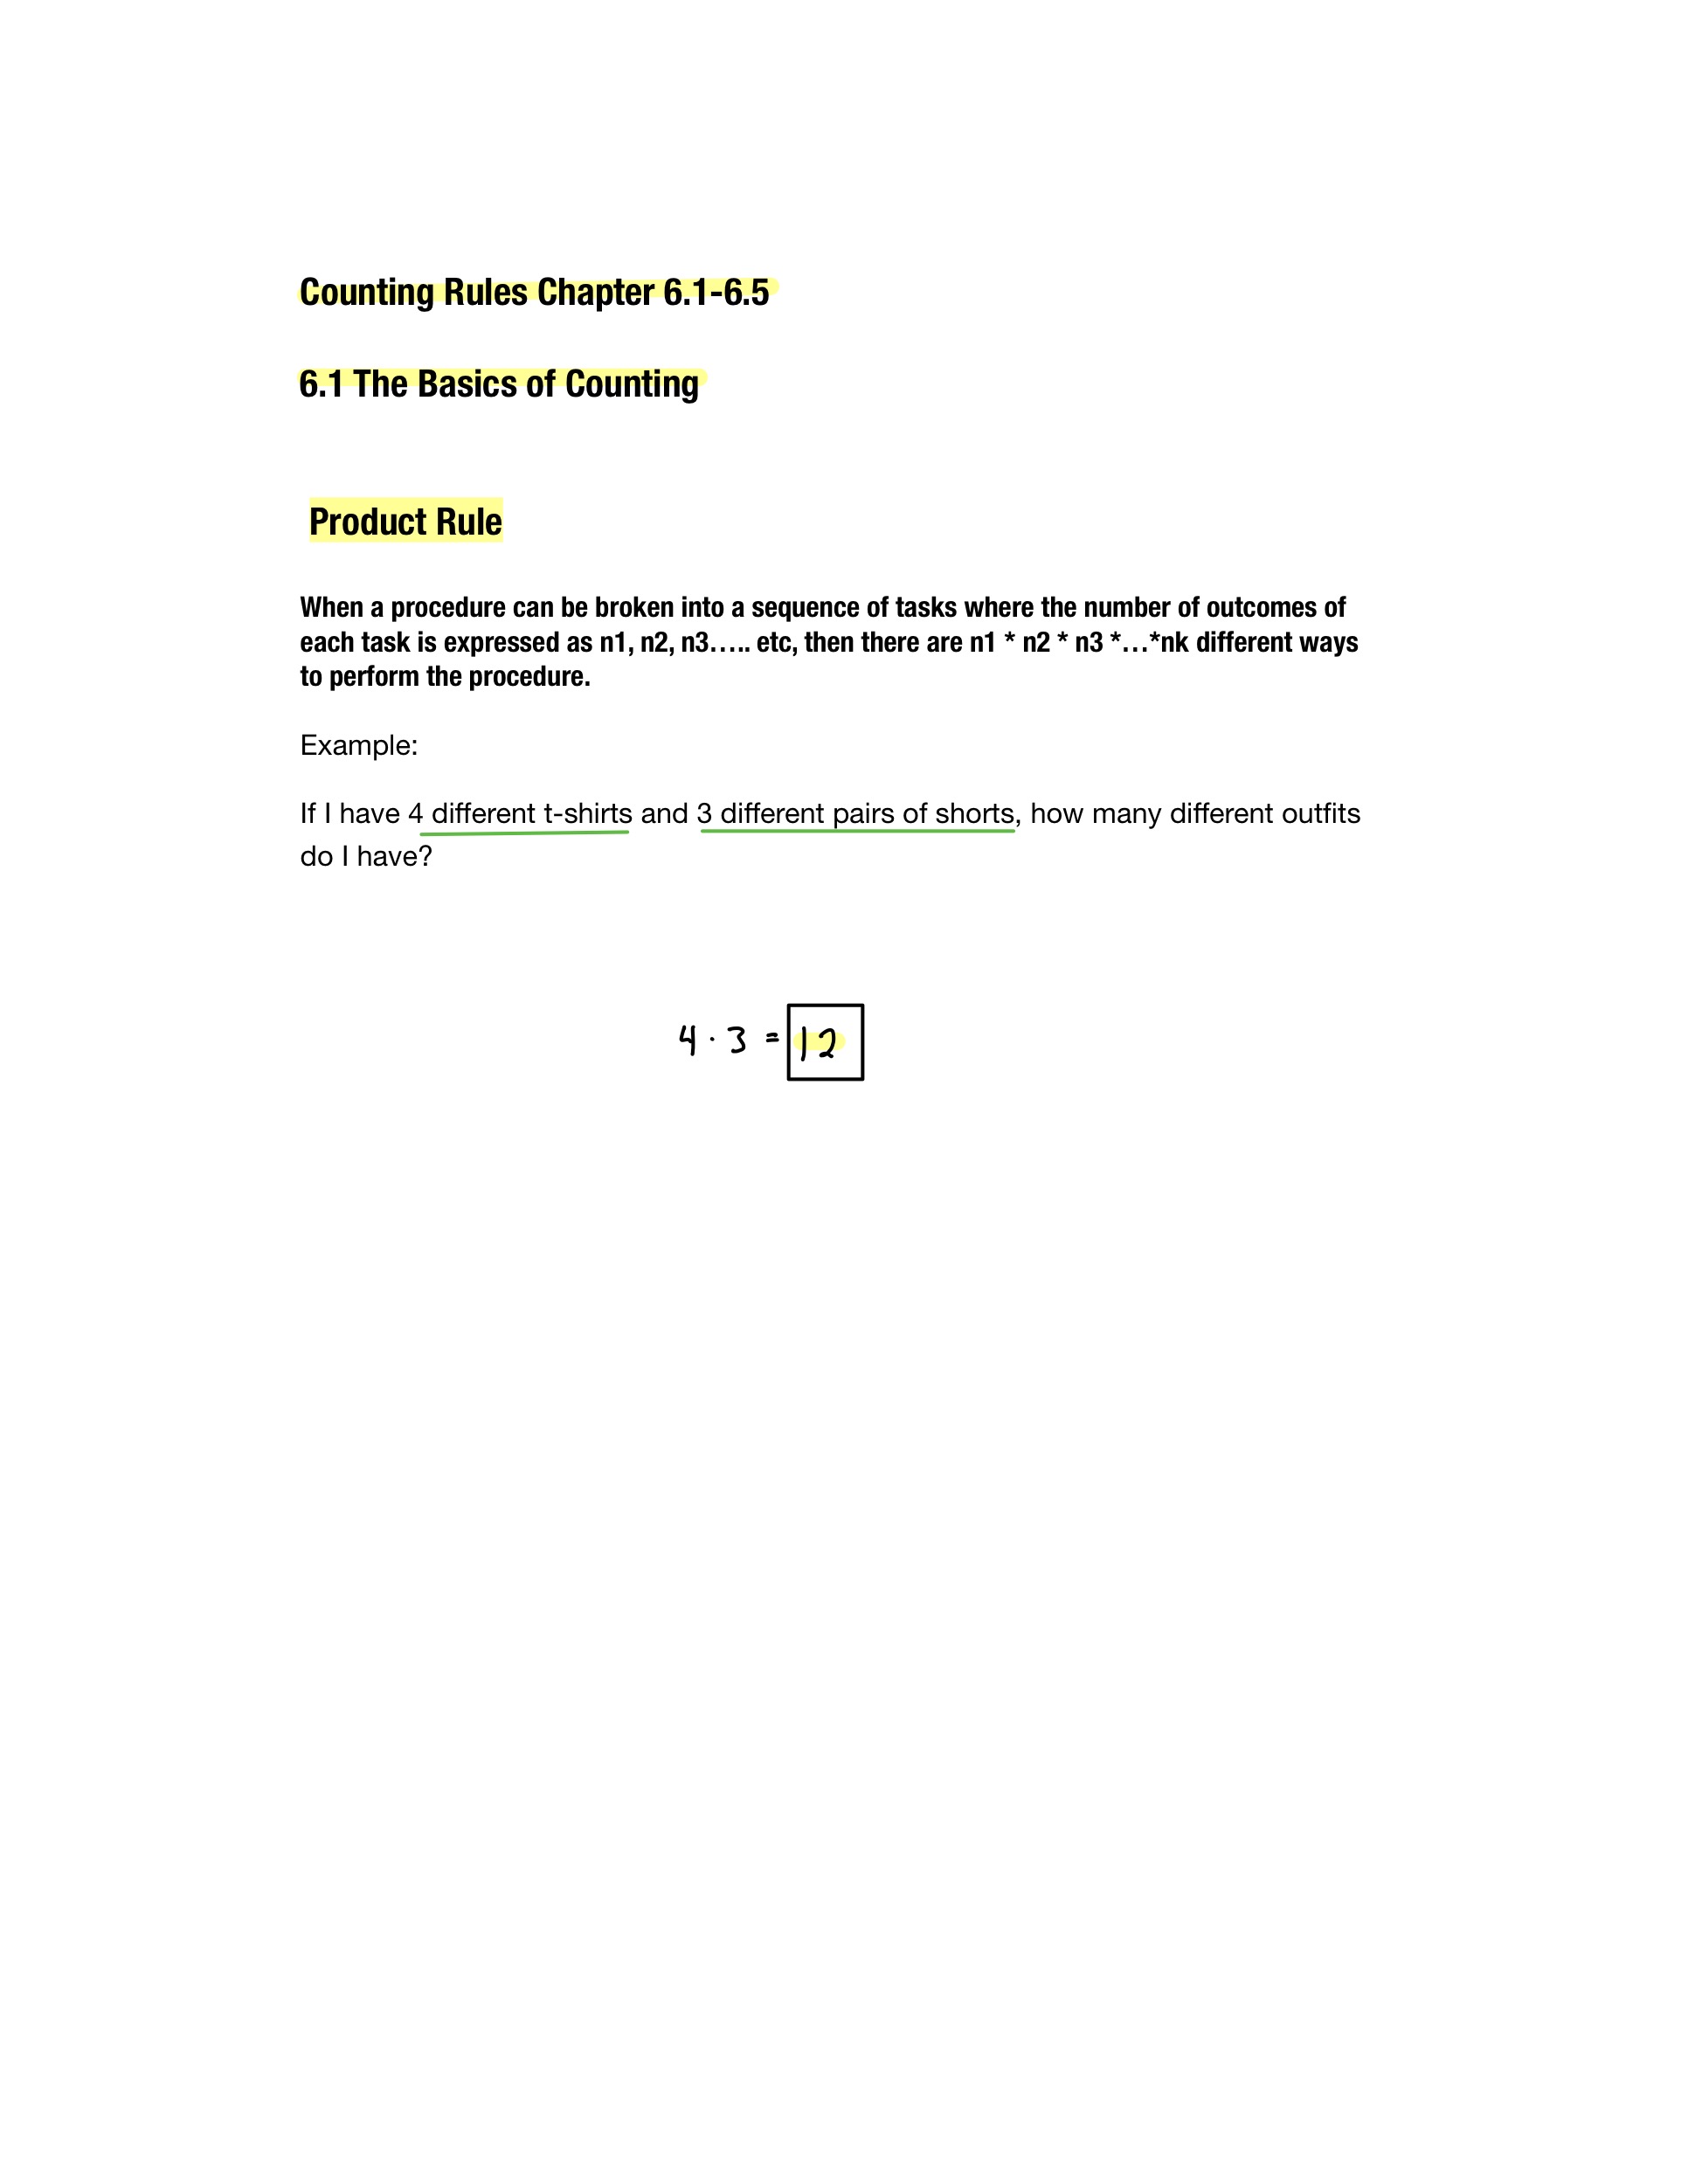 Counting Rules Chapter 6.1-6.5
6.1 The Basics of Counting
Product Rule
When a procedure can be broken into a sequence of tasks where the number of outcomes of
each task is expressed as n1, n2, n3….. etc, then there are n1 * n2 * n3 *…*nk different ways
to perform the procedure.
Example:
If I have 4 different t-shirts and 3 different pairs of shorts, how many different outfits
do I have?
4 · 3 = 12